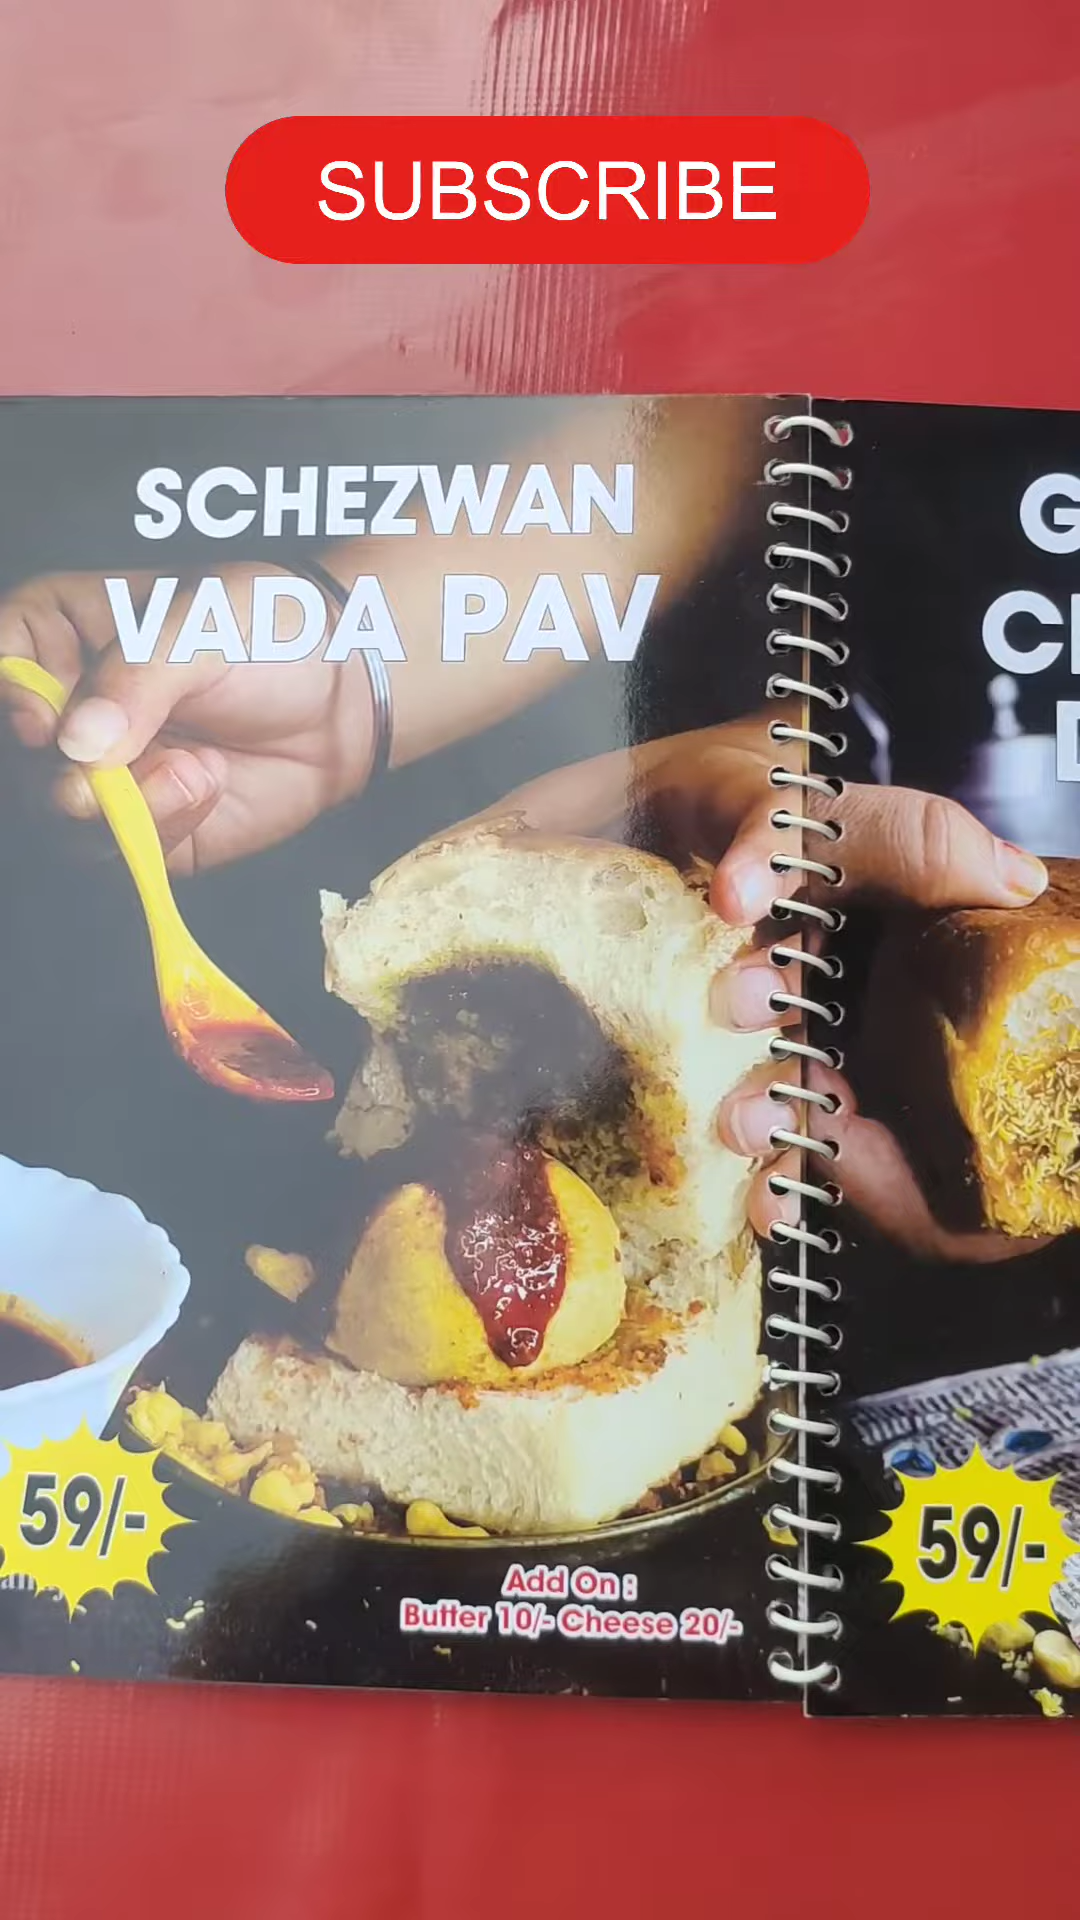 SUBSCRIBE
SCHEZWAN
VADA PAV
59/-
Add On :
Butter 10/- Cheese 20/-
59/-